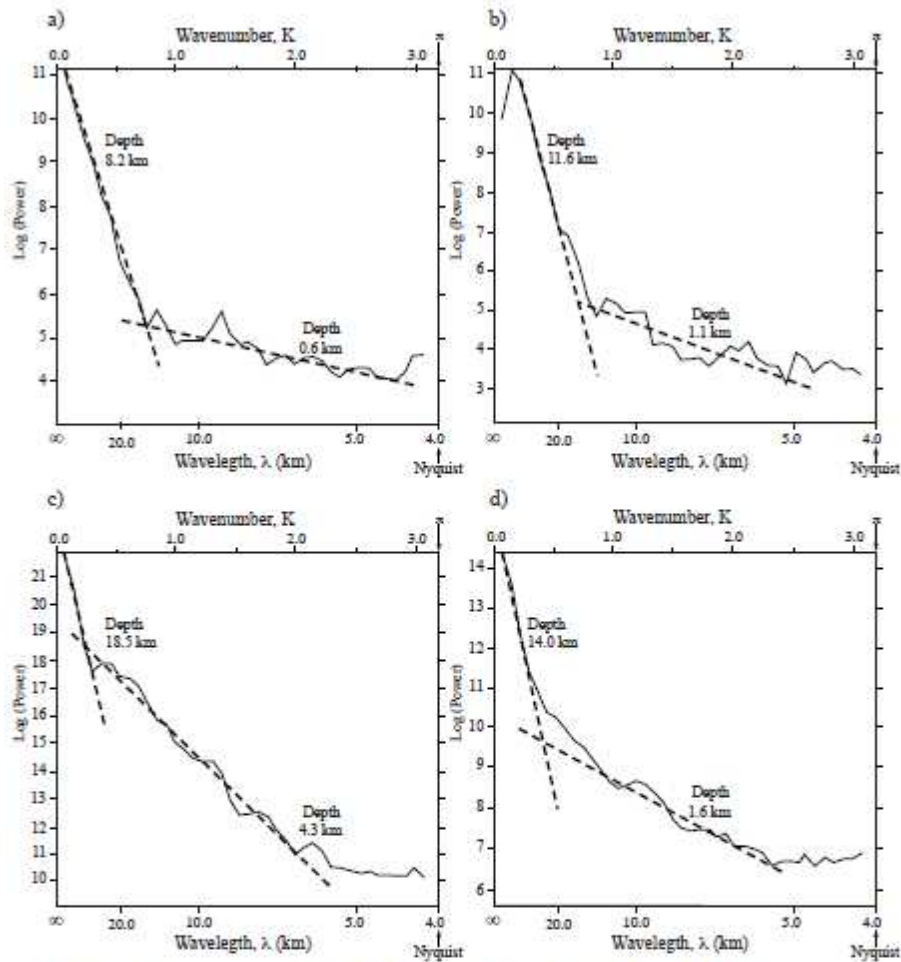 a)
Wavenumber, K
0.0
1.0
2.0
3.0
π
11
10
9
8
7
6
5
4
Log (Power)
Depth
8.2 km
Depth
0.6 km
∞
20.0
10.0
5.0
4.0
Wavelegth, λ (km)
Nyquist
b)
Wavenumber, K
0.0
1.0
2.0
3.0
π
11
10
9
8
7
6
5
4
3
Log (Power)
Depth
11.6 km
Depth
1.1 km
∞
20.0
10.0
5.0
4.0
Wavelegth, λ (km)
Nyquist
c)
Wavenumber, K
0.0
1.0
2.0
3.0
π
21
20
19
18
17
16
15
14
13
12
11
10
Log (Power)
Depth
18.5 km
Depth
4.3 km
∞
20.0
10.0
5.0
4.0
Wavelegth, λ (km)
Nyquist
d)
Wavenumber, K
0.0
1.0
2.0
3.0
π
14
13
12
11
10
9
8
7
6
Log (Power)
Depth
14.0 km
Depth
1.6 km
∞
20.0
10.0
5.0
4.0
Wavelegth, λ (km)
Nyquist